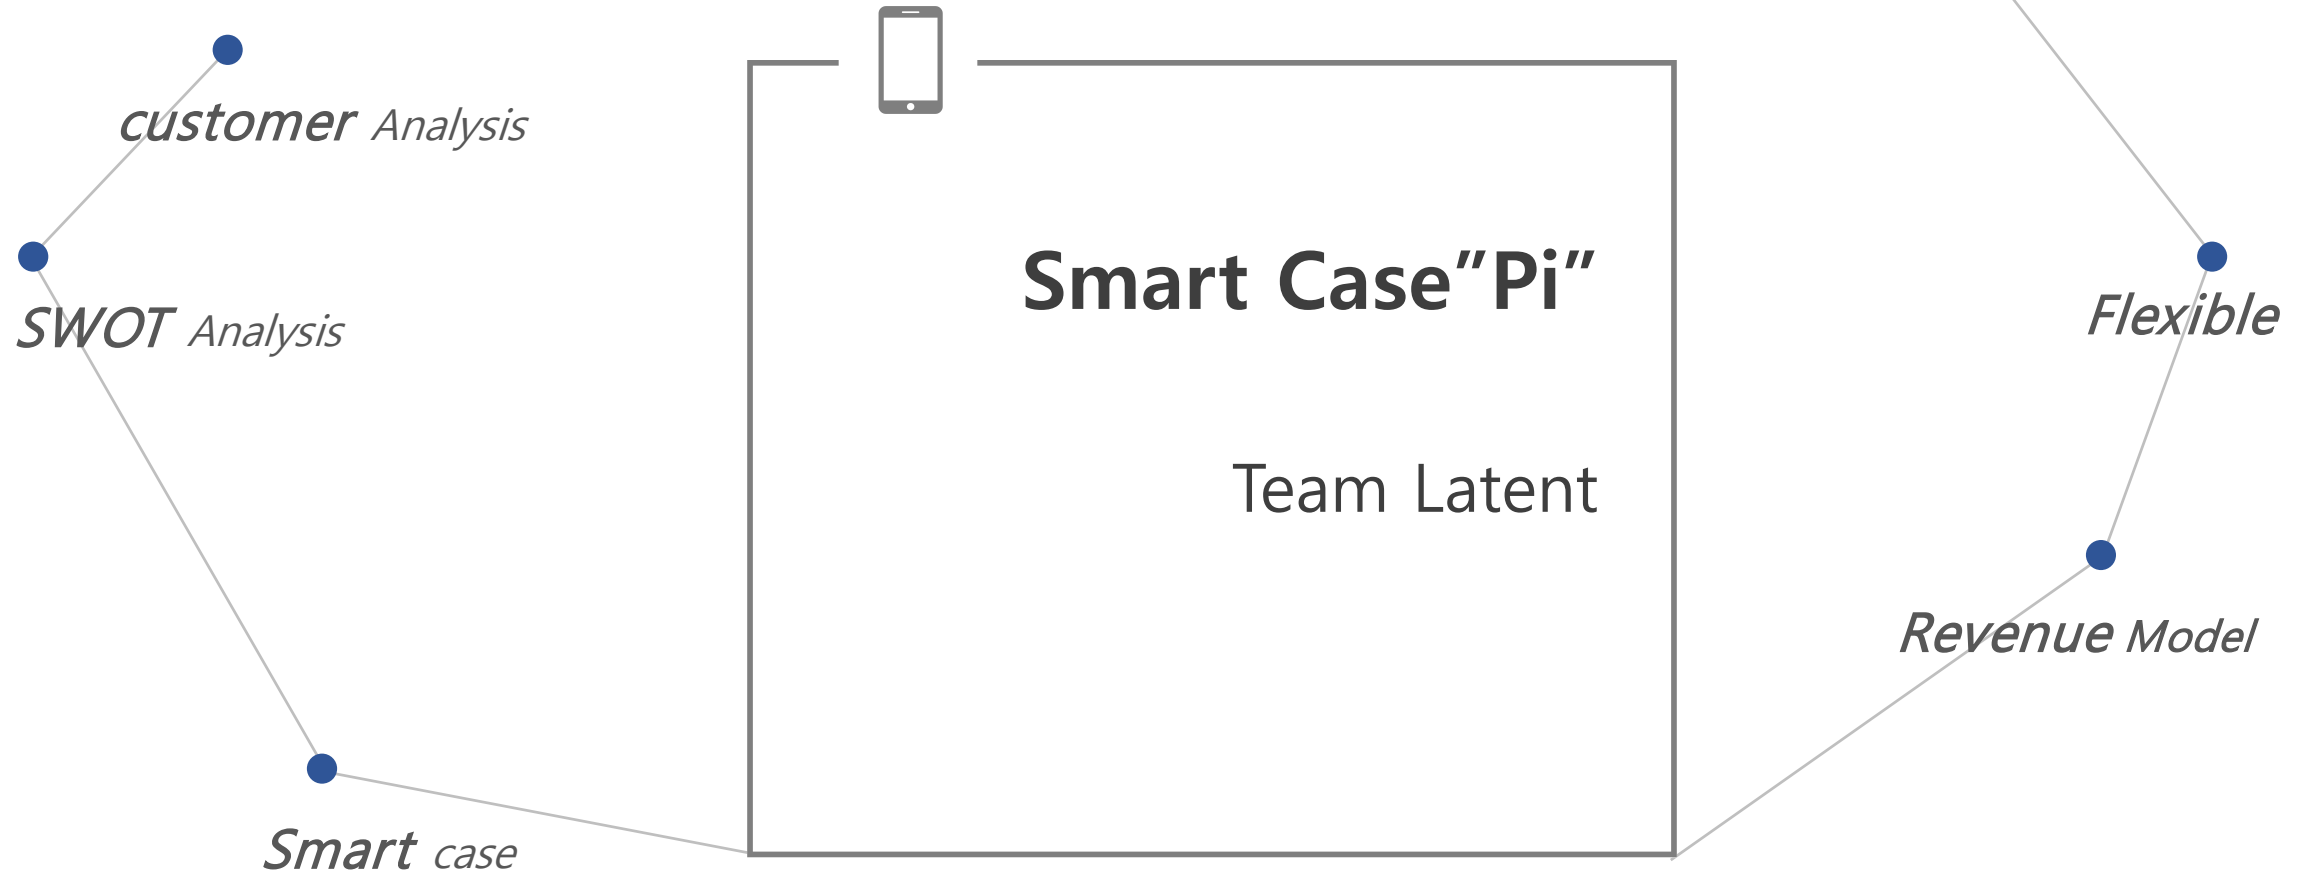 customer Analysis
SWOT Analysis
Smart case
Smart Case”Pi”
Team Latent
Flexible
Revenue Model